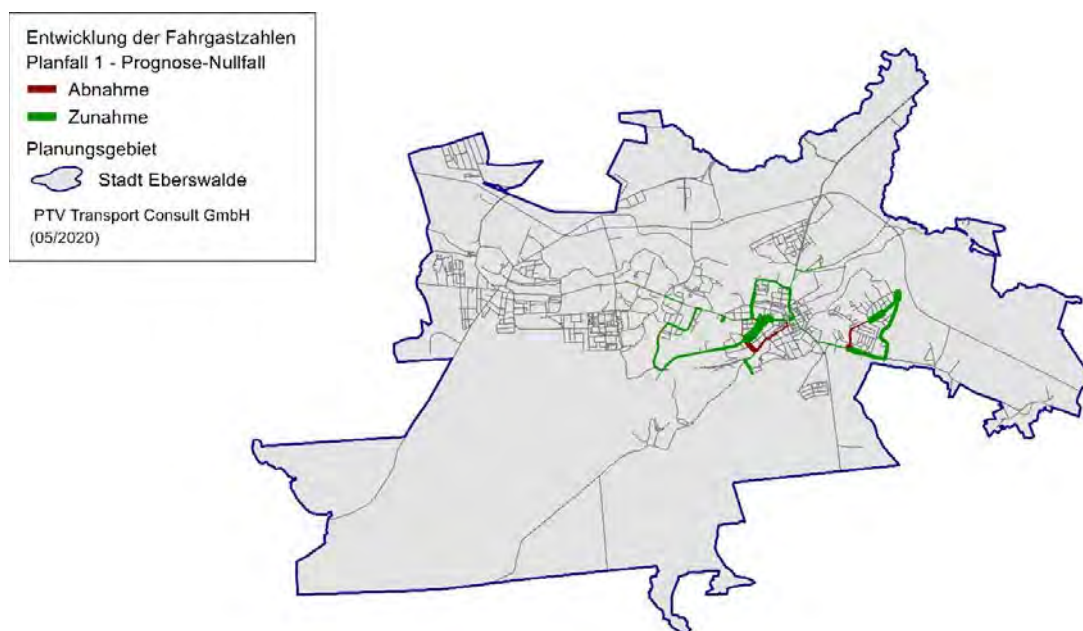 Entwicklung der Fahrgastzahlen
Planfall 1 - Prognose-Nullfall
Abnahme
Zunahme
Planungsgebiet
Stadt Eberswalde
PTV Transport Consult GmbH
(05/2020)